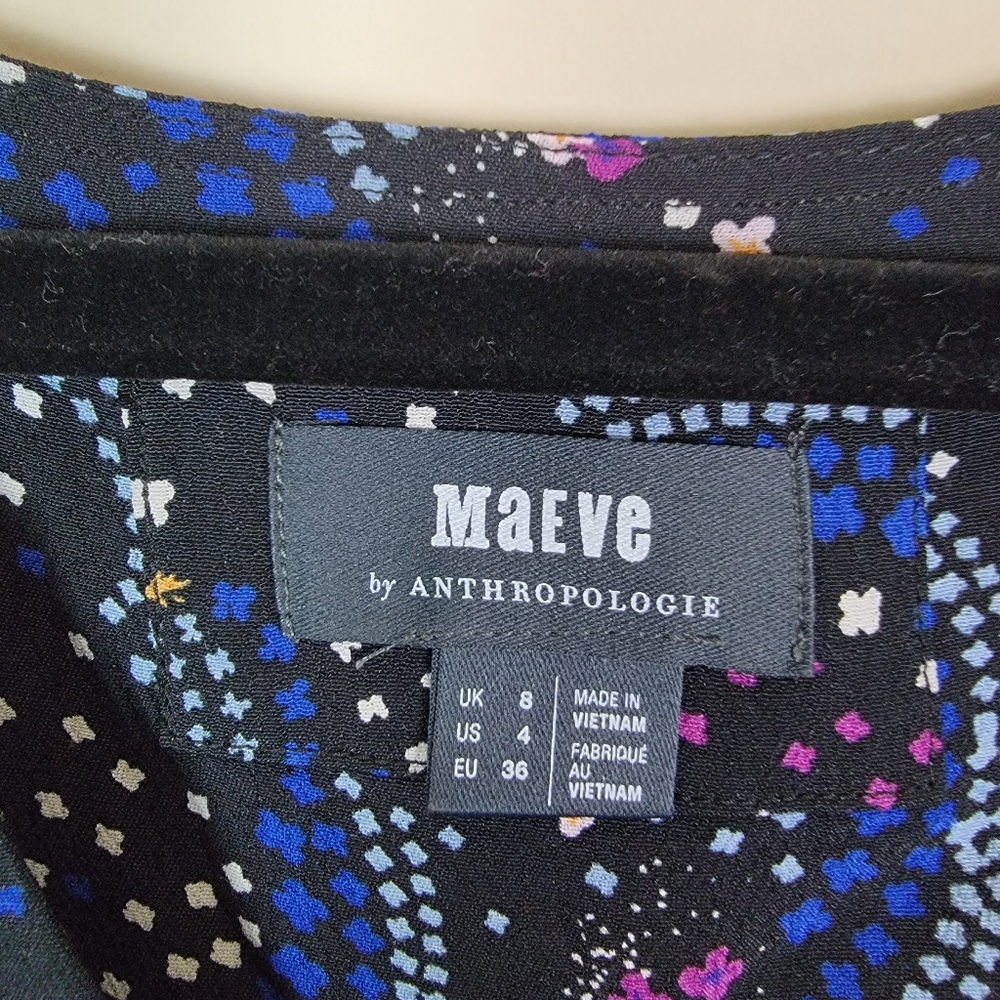 MaEVe
by ANTHROPOLOGIE
UK 8
US 4
EU 36
MADE IN
VIETNAM
FABRIQUÉ
AU
VIETNAM